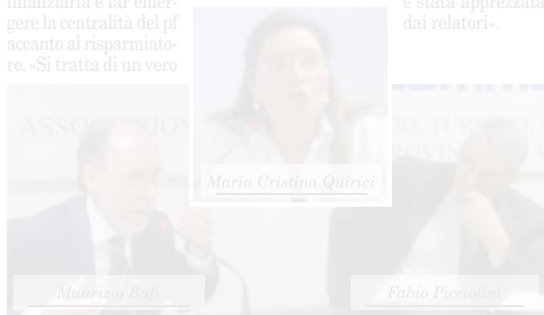 finanziaria e far emer-
gere la centralità del pf
accanto al risparmiato-
re. «Si tratta di un vero
è stata apprezzata
dai relatori».
Maria Cristina Quirici
Maurizio Bufi
Fabio Picciolini